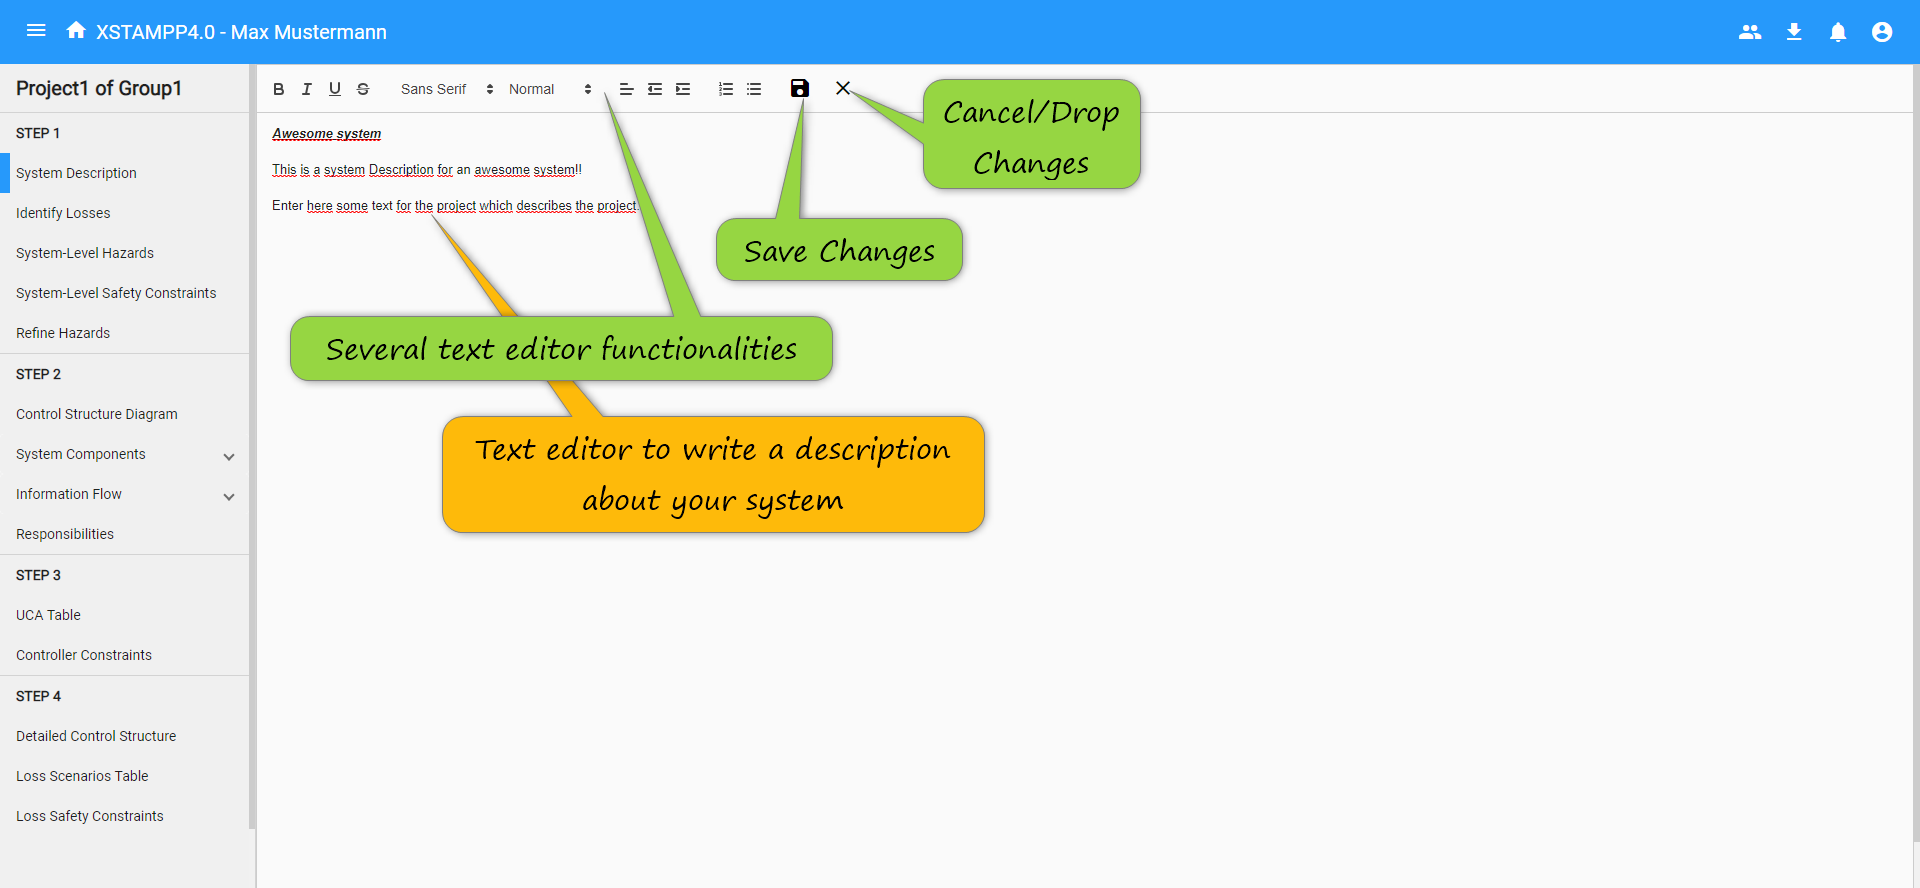 XSTAMPP4.0 - Max Mustermann
Project1 of Group1
STEP 1
System Description
Identify Losses
System-Level Hazards
System-Level Safety Constraints
Refine Hazards
STEP 2
Control Structure Diagram
System Components
Information Flow
Responsibilities
STEP 3
UCA Table
Controller Constraints
STEP 4
Detailed Control Structure
Loss Scenarios Table
Loss Safety Constraints
B I U S Sans Serif Normal
Awesome system
This is a system Description for an awesome system!!
Enter here some text for the project which describes the project
Cancel/Drop
Changes
Save Changes
Several text editor functionalities
Text editor to write a description
about your system